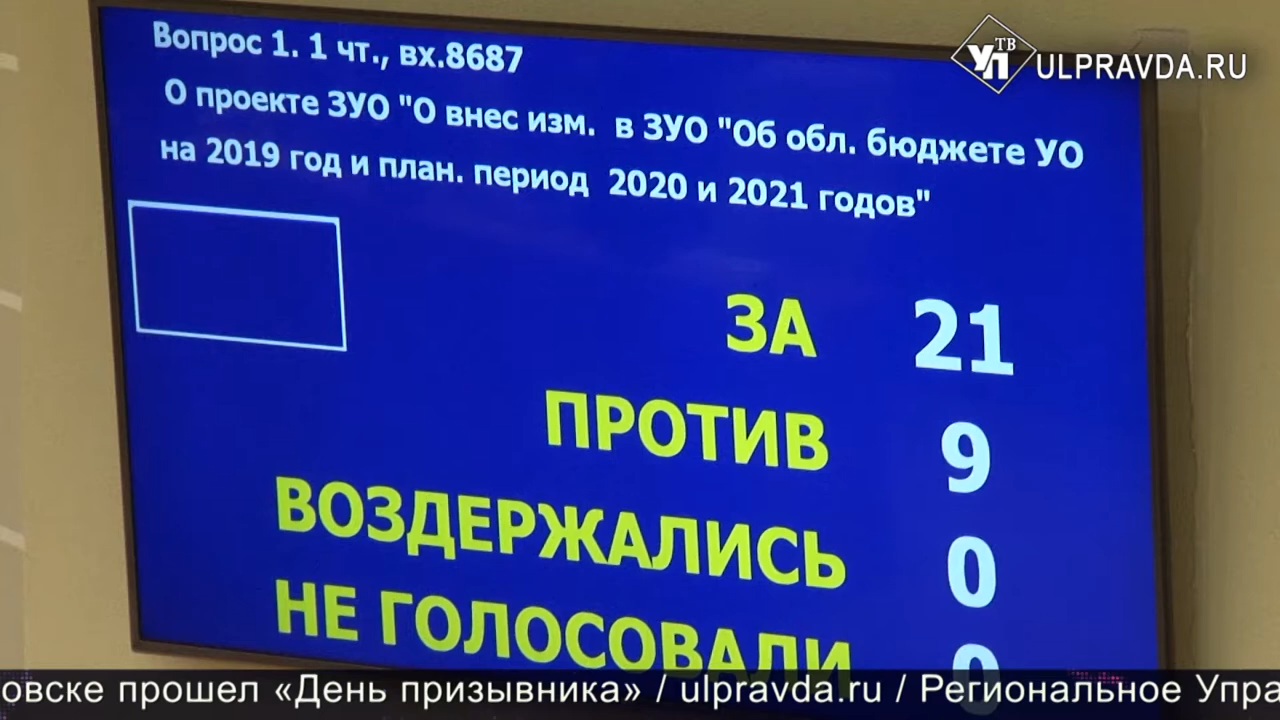 Вопрос 1. 1 чт., вх.8687
О проекте ЗУО "О внес изм. в ЗУО "Об обл. бюджете УО
на 2019 год и план. период 2020 и 2021 годов"
УП ТВ ULPRAVDA.RU
ЗА 21
ПРОТИВ 9
ВОЗДЕРЖАЛИСЬ 0
НЕ ГОЛОСОВАЛИ 0
овске прошел «День призывника» / ulpravda.ru / Региональное Упра